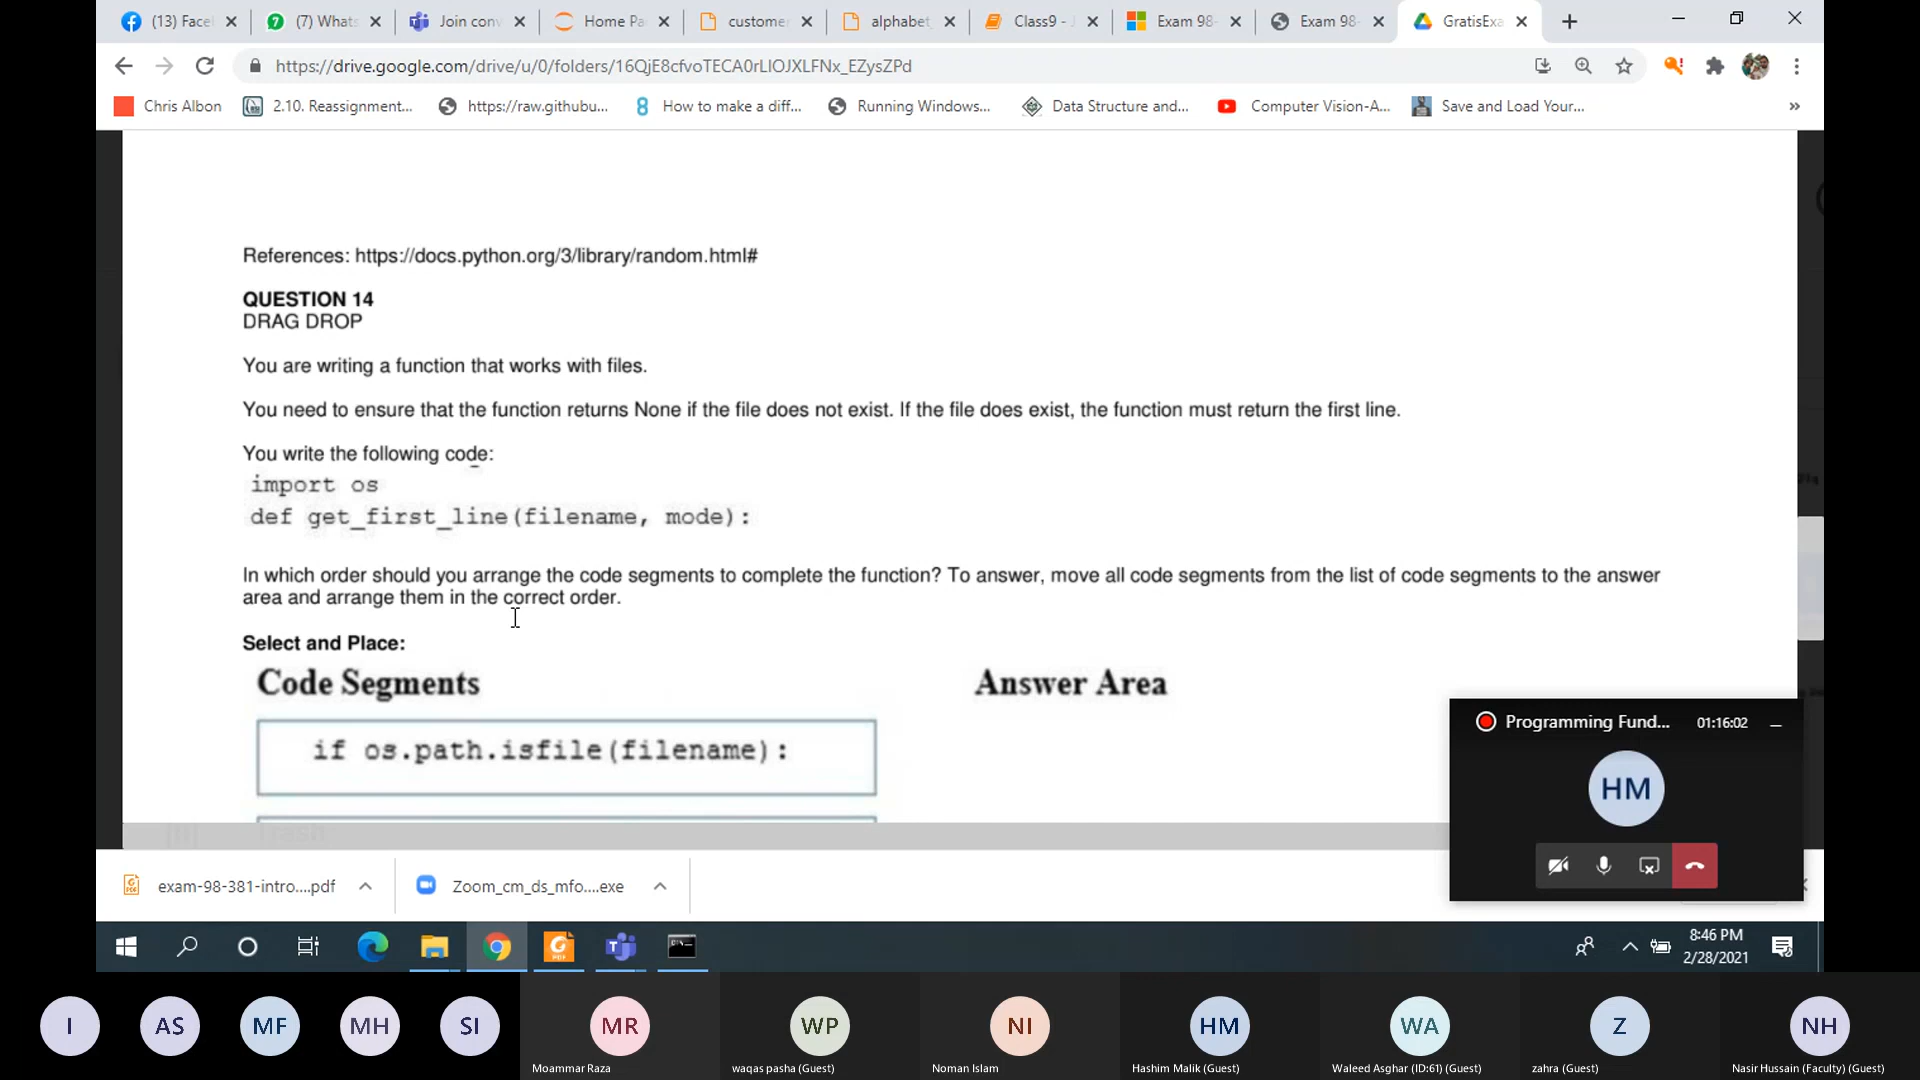 (13) Facel
(7) Whats
Join con
Home Pa
custome
alphabet
Class9 - J
Exam 98-
Exam 98-
GratisExa
https://drive.google.com/drive/u/0/folders/16QjE8cfvoTECA0rLIOJXLFNx_EZysZPd
Chris Albon
2.10. Reassignment...
https://raw.githubu...
How to make a diff...
Running Windows...
Data Structure and...
Computer Vision-A...
Save and Load Your...
»
References: https://docs.python.org/3/library/random.html#
QUESTION 14
DRAG DROP
You are writing a function that works with files.
You need to ensure that the function returns None if the file does not exist. If the file does exist, the function must return the first line.
You write the following code:
import os
def get_first_line(filename, mode):
In which order should you arrange the code segments to complete the function? To answer, move all code segments from the list of code segments to the answer
area and arrange them in the correct order.
Select and Place:
Code Segments
Answer Area
if os.path.isfile(filename):
Programming Fund...
01:16:02
HM
exam-98-381-intro....pdf
Zoom_cm_ds_mfo....exe
8:46 PM
2/28/2021
I
AS
MF
MH
SI
MR
WP
NI
HM
WA
Z
NH
Moammar Raza
waqas pasha (Guest)
Noman Islam
Hashim Malik (Guest)
Waleed Asghar (ID:61) (Guest)
zahra (Guest)
Nasir Hussain (Faculty) (Guest)